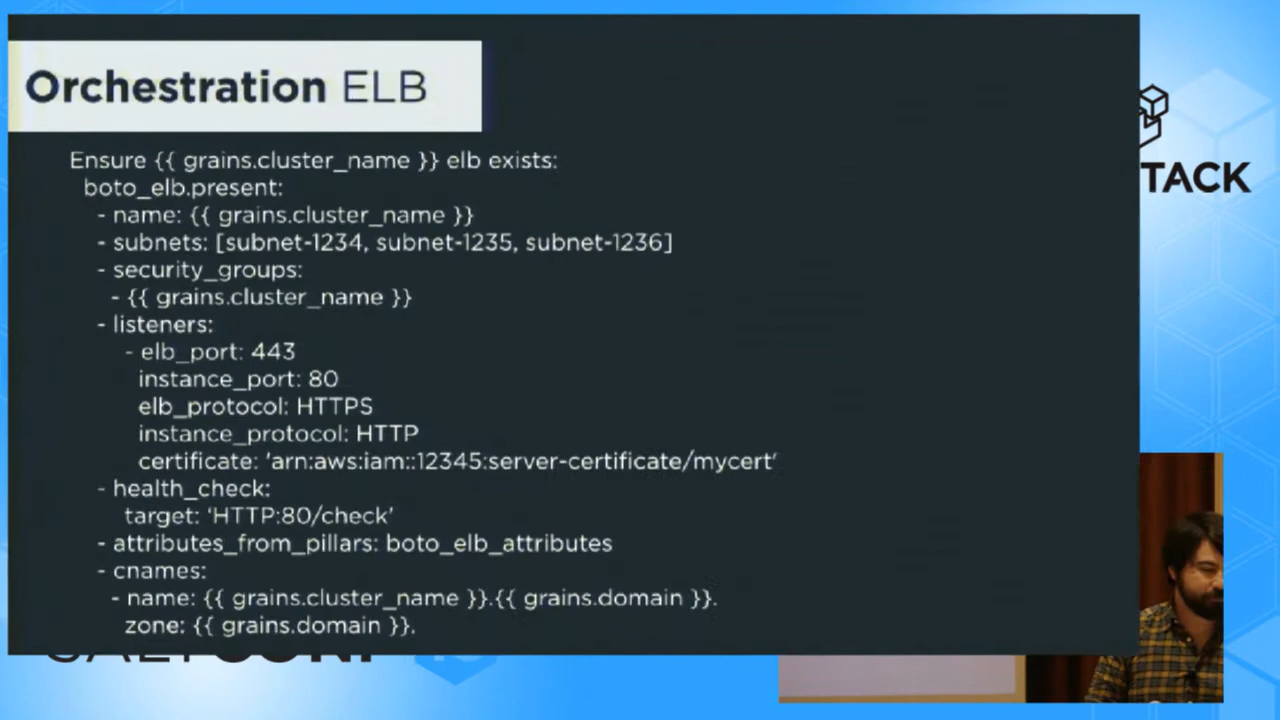 Orchestration ELB
Ensure {{ grains.cluster_name }} elb exists:
boto_elb.present:
- name: {{ grains.cluster_name }}
- subnets: [subnet-1234, subnet-1235, subnet-1236]
- security_groups:
- {{ grains.cluster_name }}
- listeners:
- elb_port: 443
instance_port: 80
elb_protocol: HTTPS
instance_protocol: HTTP
certificate: 'arn:aws:iam::12345:server-certificate/mycert'
- health_check:
target: 'HTTP:80/check'
- attributes_from_pillars: boto_elb_attributes
- cnames:
- name: {{ grains.cluster_name }}.{{ grains.domain }}.
zone: {{ grains.domain }}.
TACK